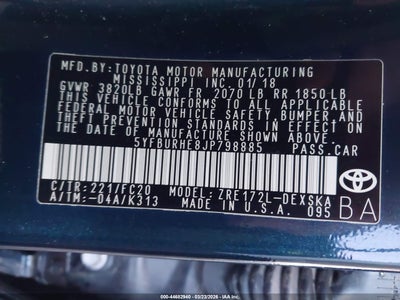 MFD.BY:TOYOTA MOTOR MANUFACTURING
MISSISSIPPI INC. 01/18
GVWR 3820LB GAWR FR 2070 LB RR 1850 LB
THIS VEHICLE CONFORMS TO ALL APPLICABLE
FEDERAL MOTOR VEHICLE SAFETY, BUMPER, AND
THEFT PREVENTION STANDARDS IN EFFECT ON
THE DATE OF MANUFACTURE SHOWN ABOVE.
5YFBURHE8JP798885 PASS.CAR
C/TR:221/FC20 MODEL:ZRE172L-DEXSKA
A/TM:-04A/K313 MADE IN U.S.A. 095
BA
000-44682940 - 03/23/2026 - IAA Inc.